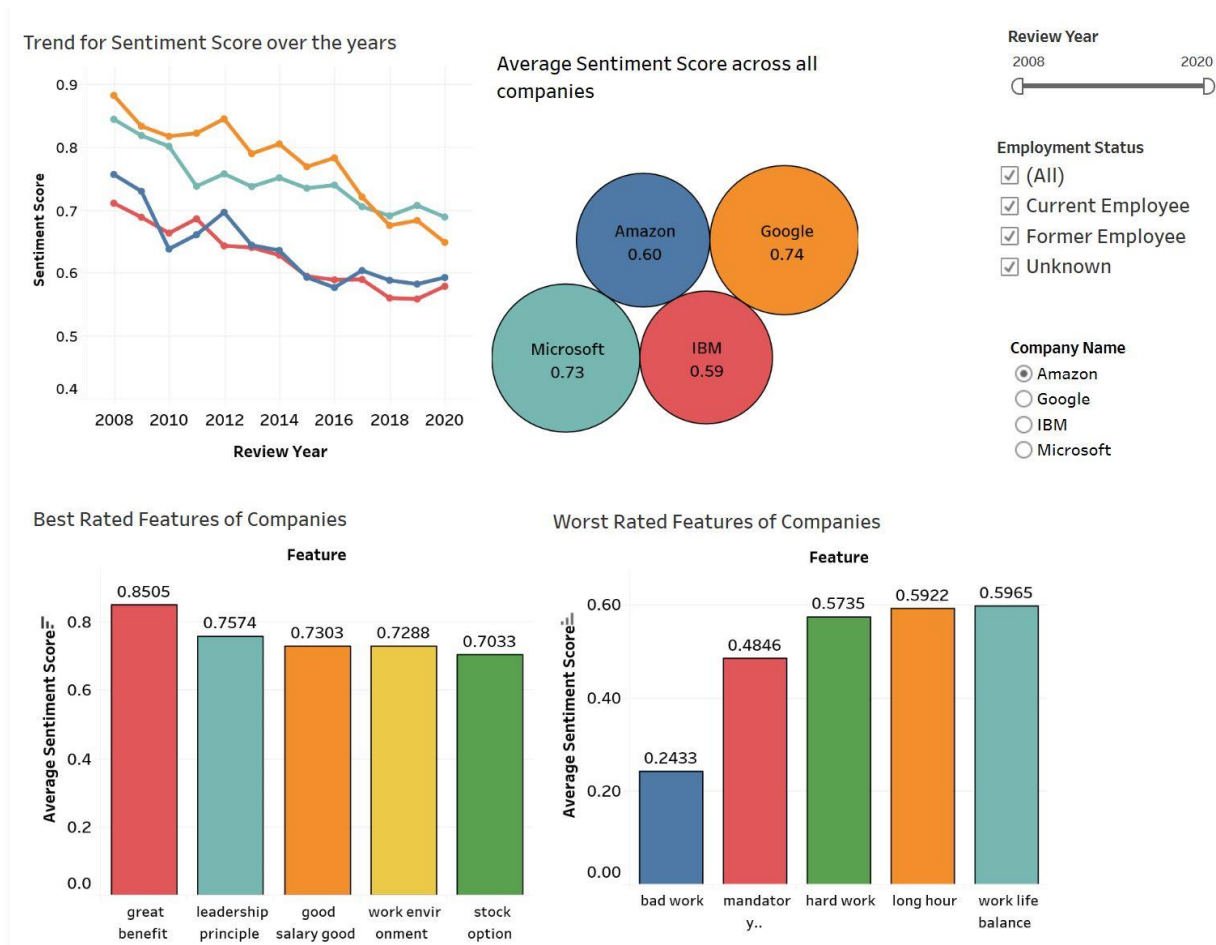 Trend for Sentiment Score over the years
0.9
0.8
0.7
0.6
0.5
0.4
Sentiment Score
2008 2010 2012 2014 2016 2018 2020
Review Year
Average Sentiment Score across all
companies
Amazon
0.60
Google
0.74
Microsoft
0.73
IBM
0.59
Review Year
2008 2020
Employment Status
(All)
Current Employee
Former Employee
Unknown
Company Name
Amazon
Google
IBM
Microsoft
Best Rated Features of Companies
Feature
0.8505
0.7574
0.7303
0.7288
0.7033
0.8
0.6
0.4
0.2
0.0
Average Sentiment Score
great
benefit
leadership
principle
good
salary good
work envir
onment
stock
option
Worst Rated Features of Companies
Feature
0.2433
0.4846
0.5735
0.5922
0.5965
0.60
0.40
0.20
0.00
Average Sentiment Score
bad work
mandator
y..
hard work
long hour
work life
balance